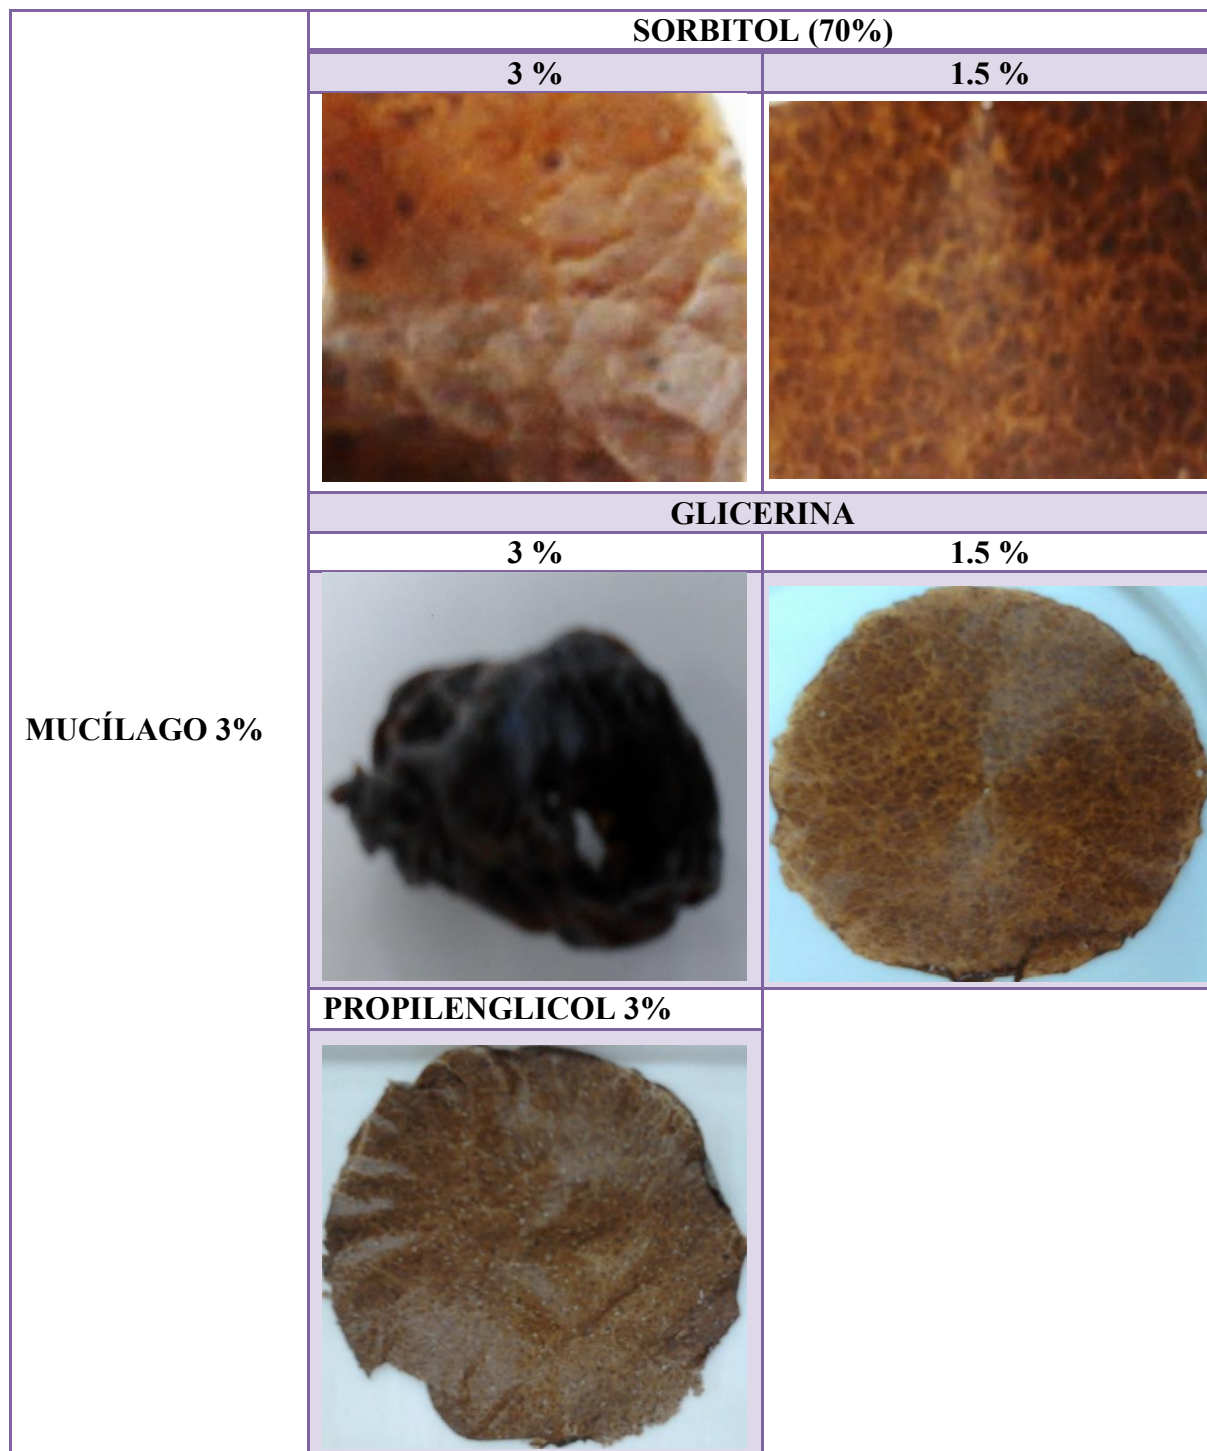 SORBITOL (70%)
3 %
1.5 %
GLICERINA
3 %
1.5 %
MUCÍLAGO 3%
PROPILENGLICOL 3%